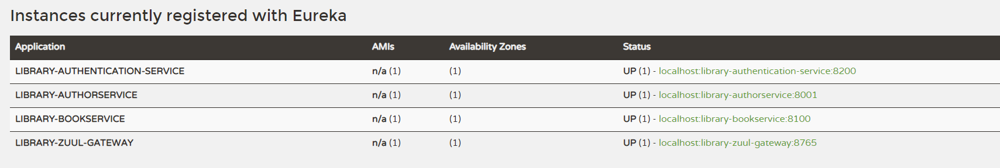 Instances currently registered with Eureka
Application AMIs Availability Zones Status
LIBRARY-AUTHENTICATION-SERVICE n/a (1) (1) UP (1) - localhost:library-authentication-service:8200
LIBRARY-AUTHORSERVICE n/a (1) (1) UP (1) - localhost:library-authorservice:8001
LIBRARY-BOOKSERVICE n/a (1) (1) UP (1) - localhost:library-bookservice:8100
LIBRARY-ZUUL-GATEWAY n/a (1) (1) UP (1) - localhost:library-zuul-gateway:8765